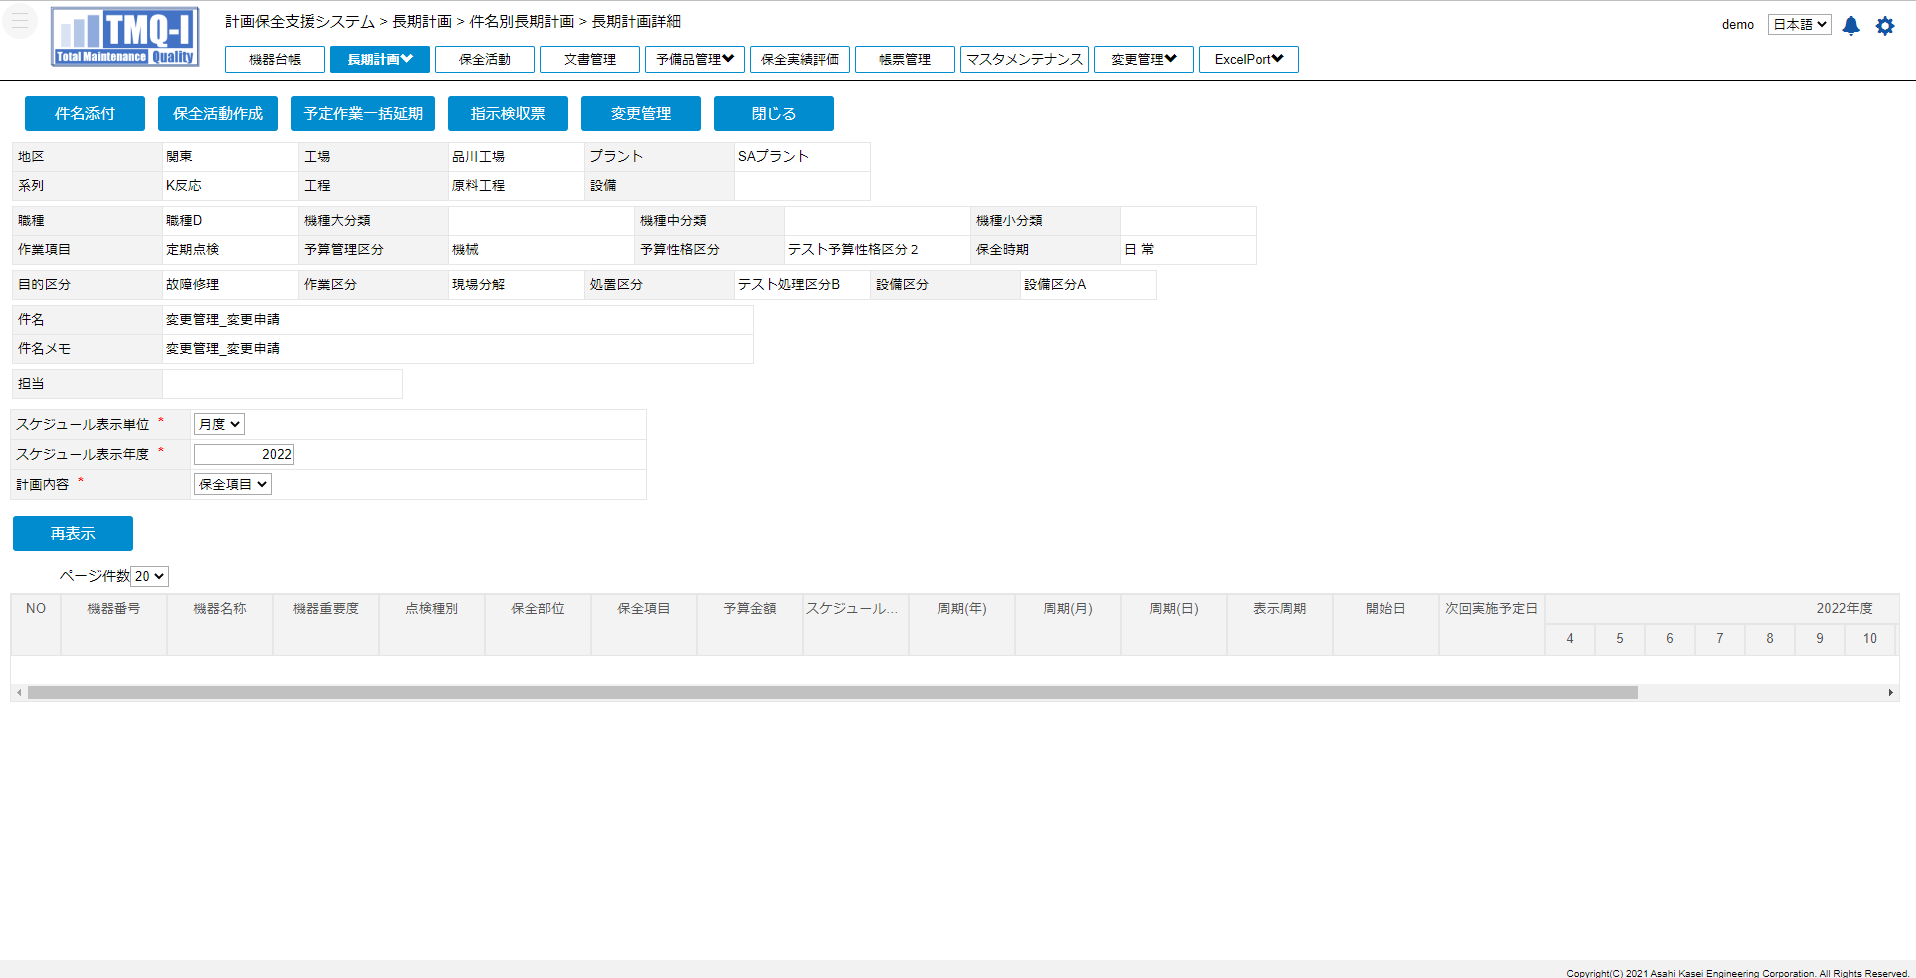 TMQ-I
Total Maintenance Quality
計画保全支援システム > 長期計画 > 件名別長期計画 > 長期計画詳細
demo 日本語
機器台帳 長期計画 保全活動 文書管理 予備品管理 保全実績評価 帳票管理 マスタメンテナンス 変更管理 ExcelPort
件名添付 保全活動作成 予定作業一括延期 指示検収票 変更管理 閉じる
地区 関東 工場 品川工場 プラント SAプラント
系列 K反応 工程 原料工程 設備
職種 職種D 機種大分類 機種中分類 機種小分類
作業項目 定期点検 予算管理区分 機械 予算性格区分 テスト予算性格区分２ 保全時期 日 常
目的区分 故障修理 作業区分 現場分解 処置区分 テスト処理区分B 設備区分 設備区分A
件名 変更管理_変更申請
件名メモ 変更管理_変更申請
担当
スケジュール表示単位 * 月度
スケジュール表示年度 * 2022
計画内容 * 保全項目
再表示
ページ件数 20
NO 機器番号 機器名称 機器重要度 点検種別 保全部位 保全項目 予算金額 スケジュール... 周期(年) 周期(月) 周期(日) 表示周期 開始日 次回実施予定日 2022年度
4 5 6 7 8 9 10
Copyright(C) 2021 Asahi Kasei Engineering Corporation. All Rights Reserved.